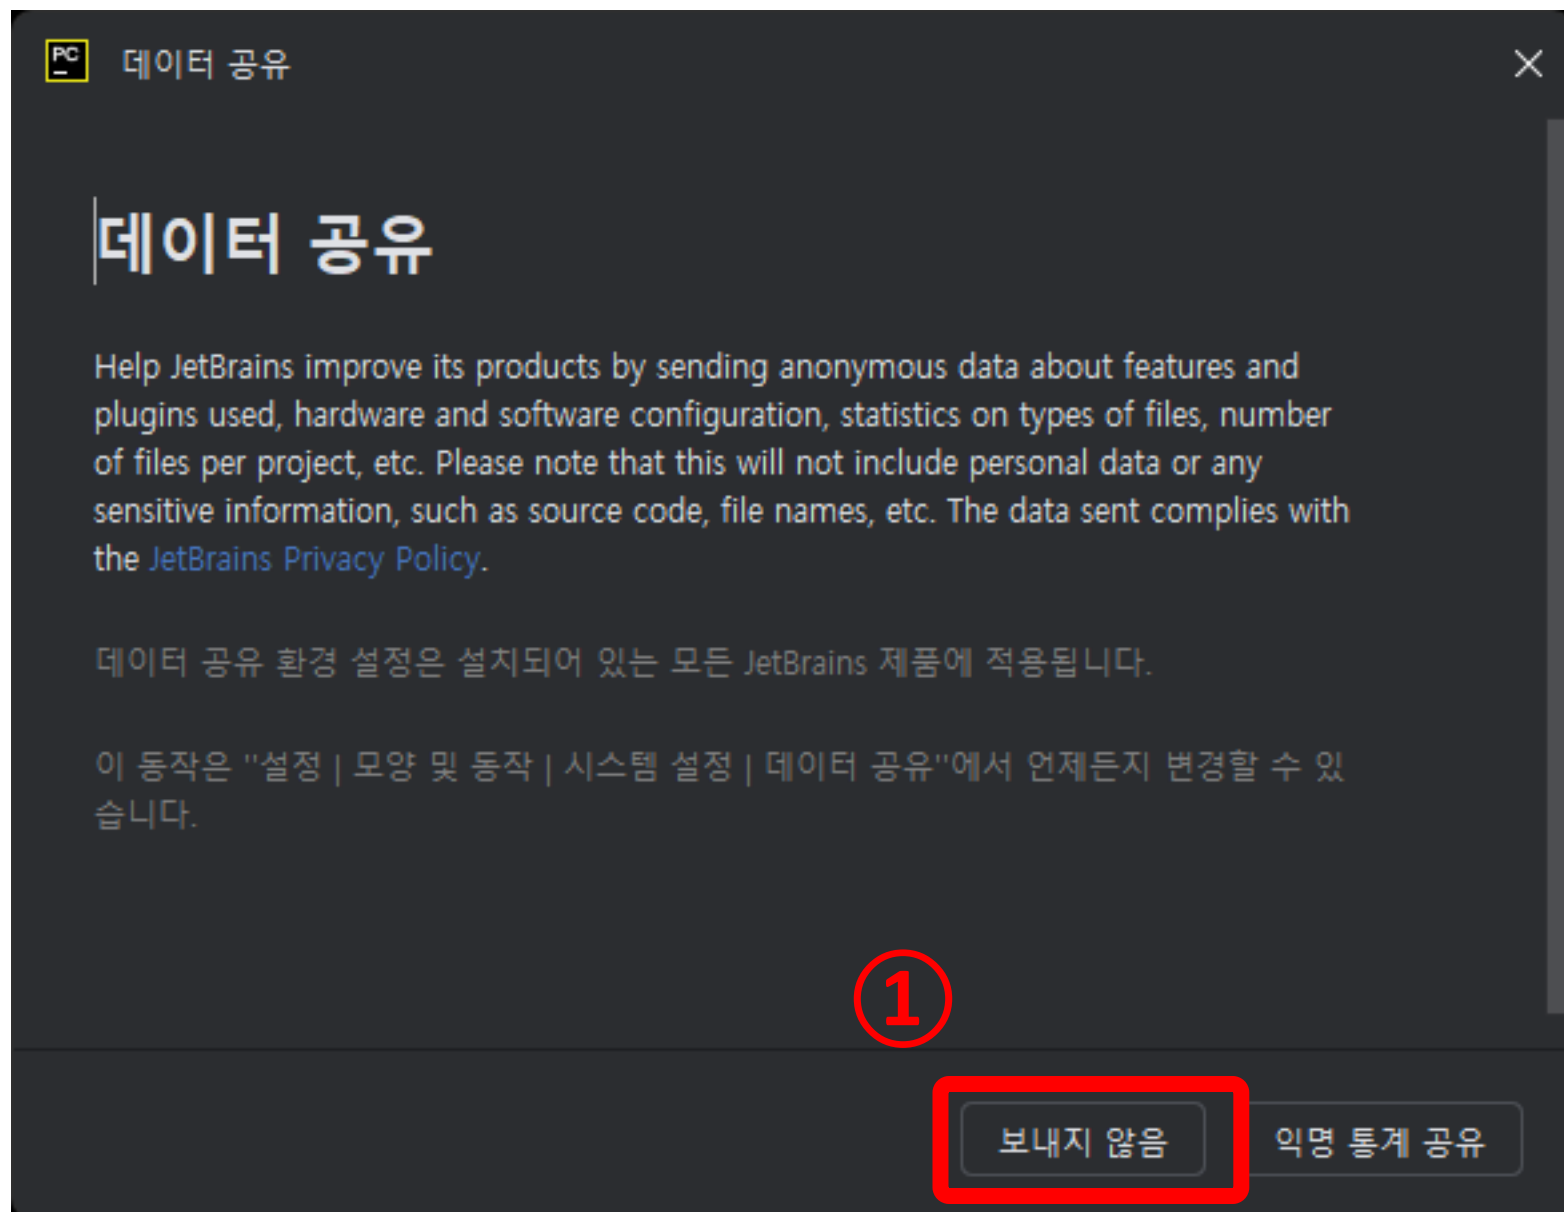 PC 데이터 공유
데이터 공유
Help JetBrains improve its products by sending anonymous data about features and
plugins used, hardware and software configuration, statistics on types of files, number
of files per project, etc. Please note that this will not include personal data or any
sensitive information, such as source code, file names, etc. The data sent complies with
the JetBrains Privacy Policy.
데이터 공유 환경 설정은 설치되어 있는 모든 JetBrains 제품에 적용됩니다.
이 동작은 "설정 | 모양 및 동작 | 시스템 설정 | 데이터 공유"에서 언제든지 변경할 수 있
습니다.
①
보내지 않음 익명 통계 공유